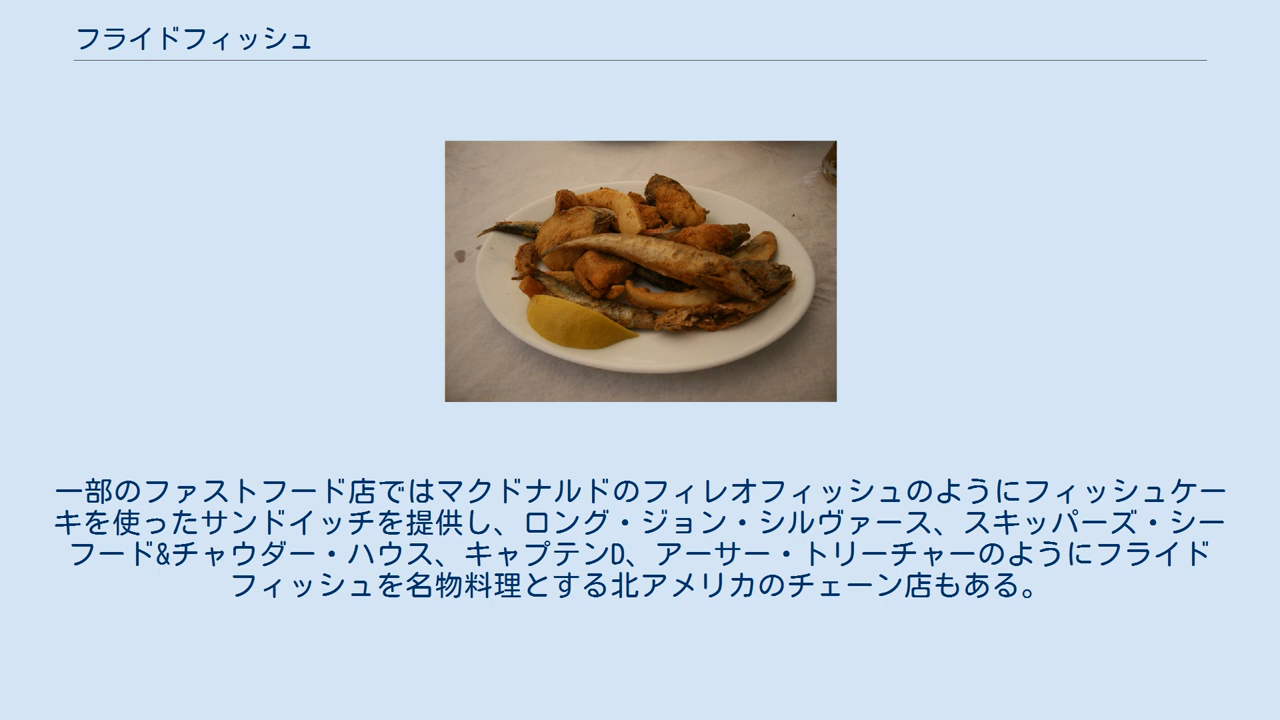 フライドフィッシュ
一部のファストフード店ではマクドナルドのフィレオフィッシュのようにフィッシュケー
キを使ったサンドイッチを提供し、ロング・ジョン・シルヴァース、スキッパーズ・シー
フード&チャウダー・ハウス、キャプテンD、アーサー・トリーチャーのようにフライド
フィッシュを名物料理とする北アメリカのチェーン店もある。